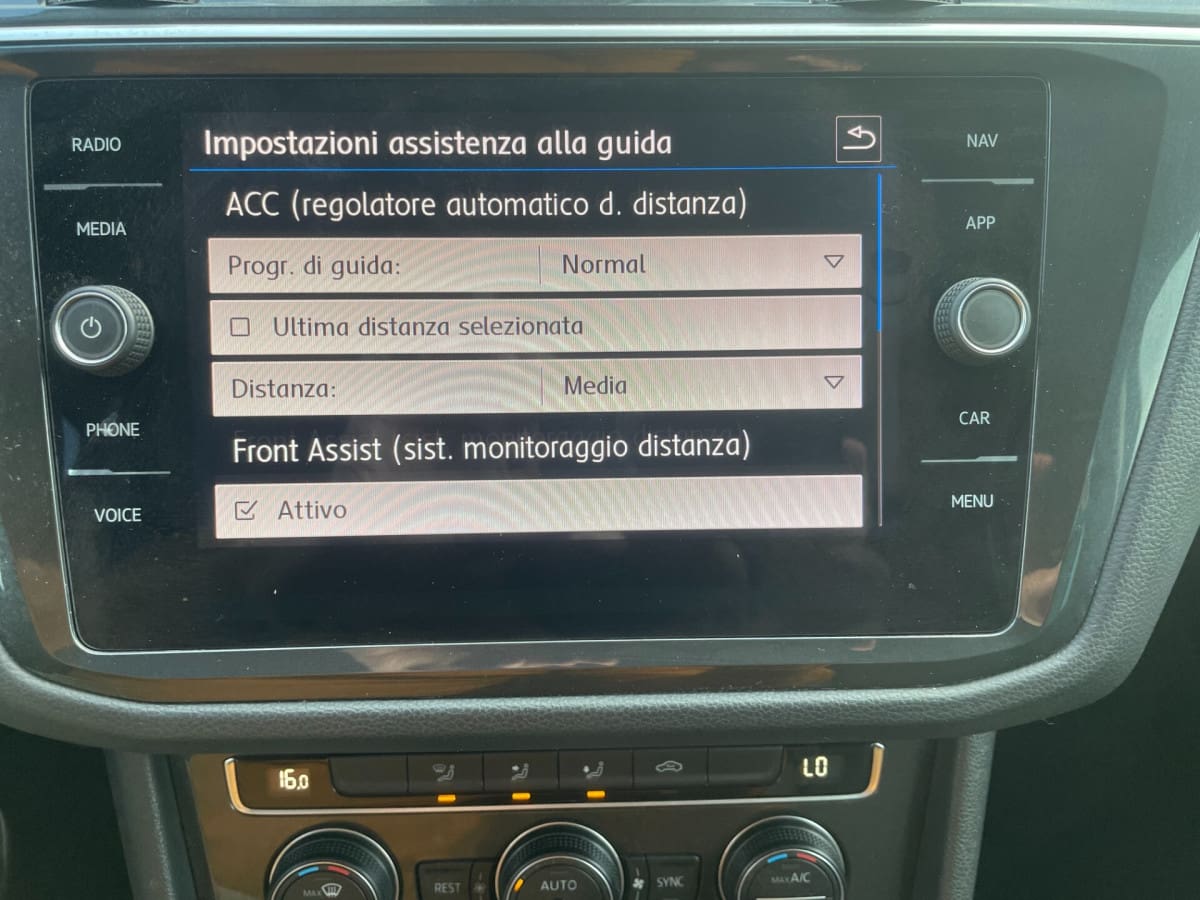 Impostazioni assistenza alla guida
ACC (regolatore automatico d. distanza)
Progr. di guida: Normal
Ultima distanza selezionata
Distanza: Media
Front Assist (sist. monitoraggio distanza)
Attivo
RADIO
MEDIA
PHONE
VOICE
NAV
APP
CAR
MENU
16,0
LO
MAX
REST
AUTO
SYNC
MAX A/C